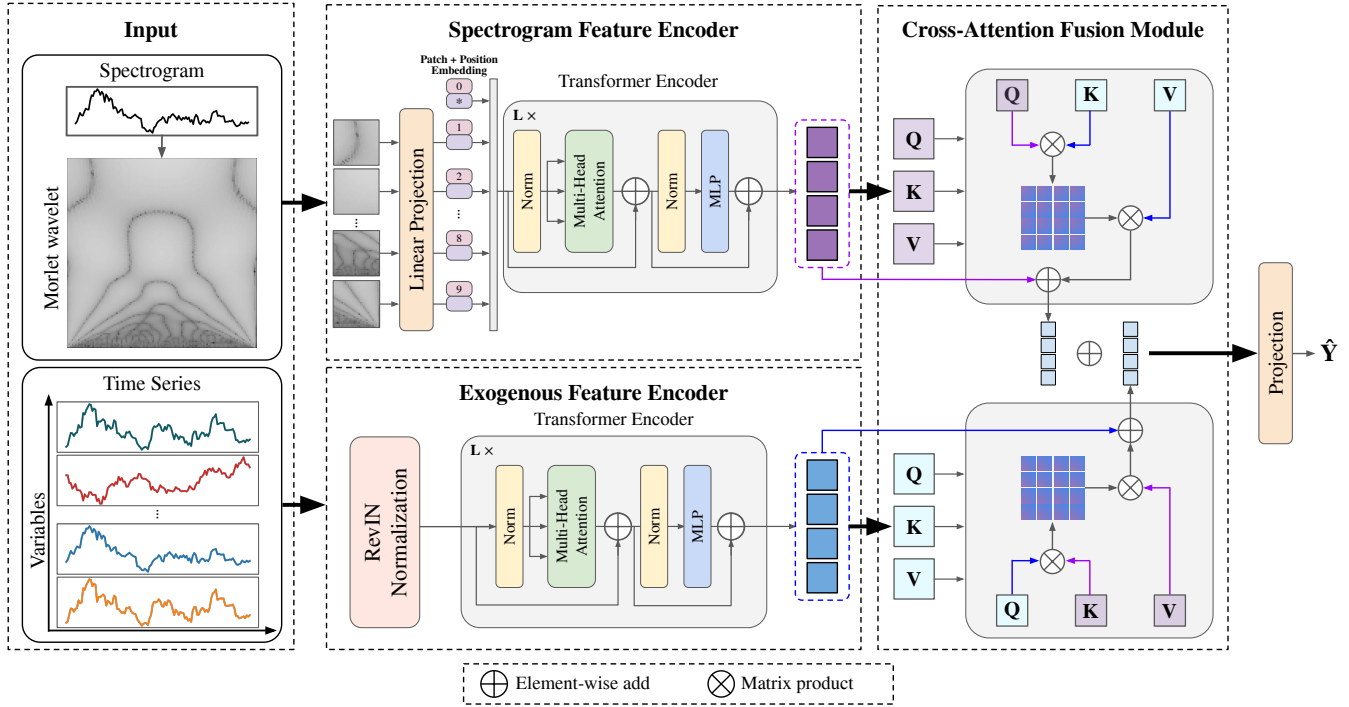 Input
Spectrogram
Morlet wavelet
Time Series
Variables
...
Spectrogram Feature Encoder
Patch + Position
Embedding
Transformer Encoder
...
Linear Projection
0
*
1
2
...
8
9
L ×
Norm
Multi-Head
Attention
Norm
MLP
Exogenous Feature Encoder
Transformer Encoder
RevIN
Normalization
L ×
Norm
Multi-Head
Attention
Norm
MLP
Cross-Attention Fusion Module
Q
K
V
Q K V
Q
K
V
Q K V
Projection
Ŷ
Element-wise add
Matrix product